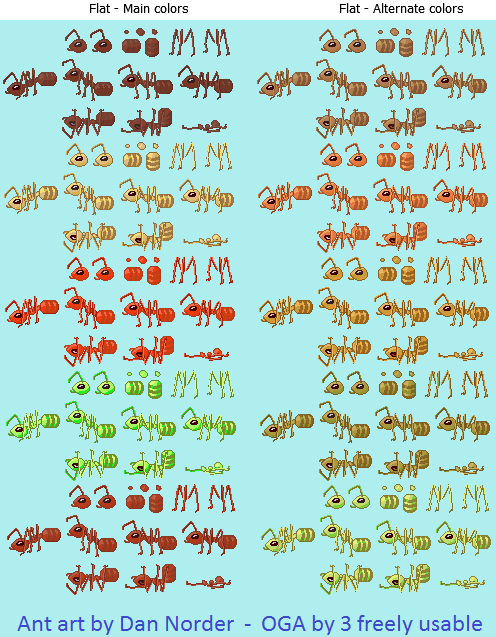 Flat - Main colors
Flat - Alternate colors
Ant art by Dan Norder - OGA by 3 freely usable